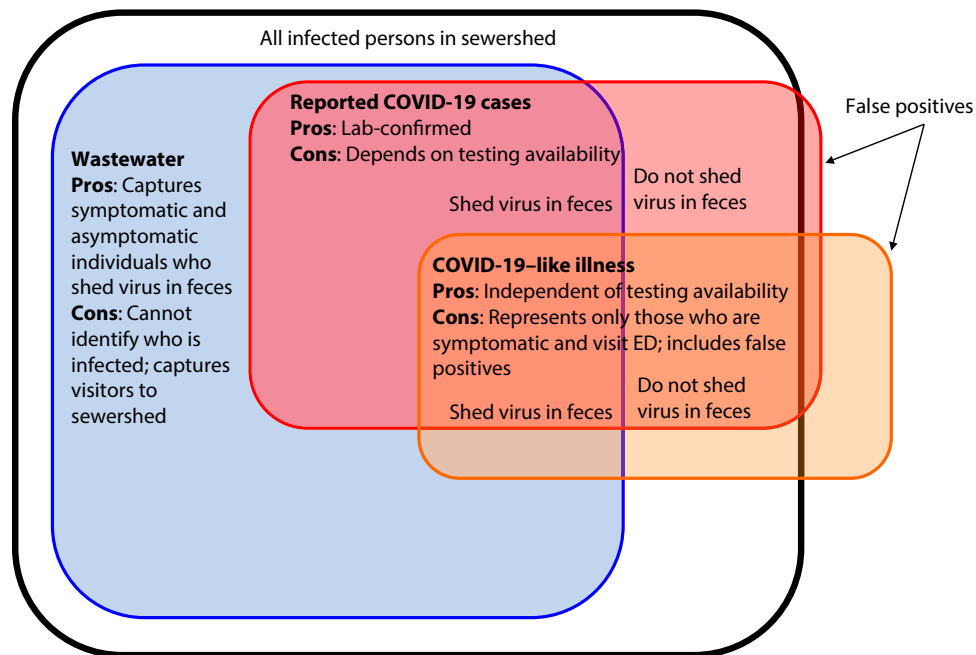 All infected persons in sewershed
False positives
Reported COVID-19 cases
Pros: Lab-confirmed
Cons: Depends on testing availability
Wastewater
Pros: Captures
symptomatic and
asymptomatic
individuals who
shed virus in feces
Cons: Cannot
identify who is
infected; captures
visitors to
sewershed
Shed virus in feces
Do not shed
virus in feces
COVID-19–like illness
Pros: Independent of testing availability
Cons: Represents only those who are
symptomatic and visit ED; includes false
positives
Shed virus in feces
Do not shed
virus in feces